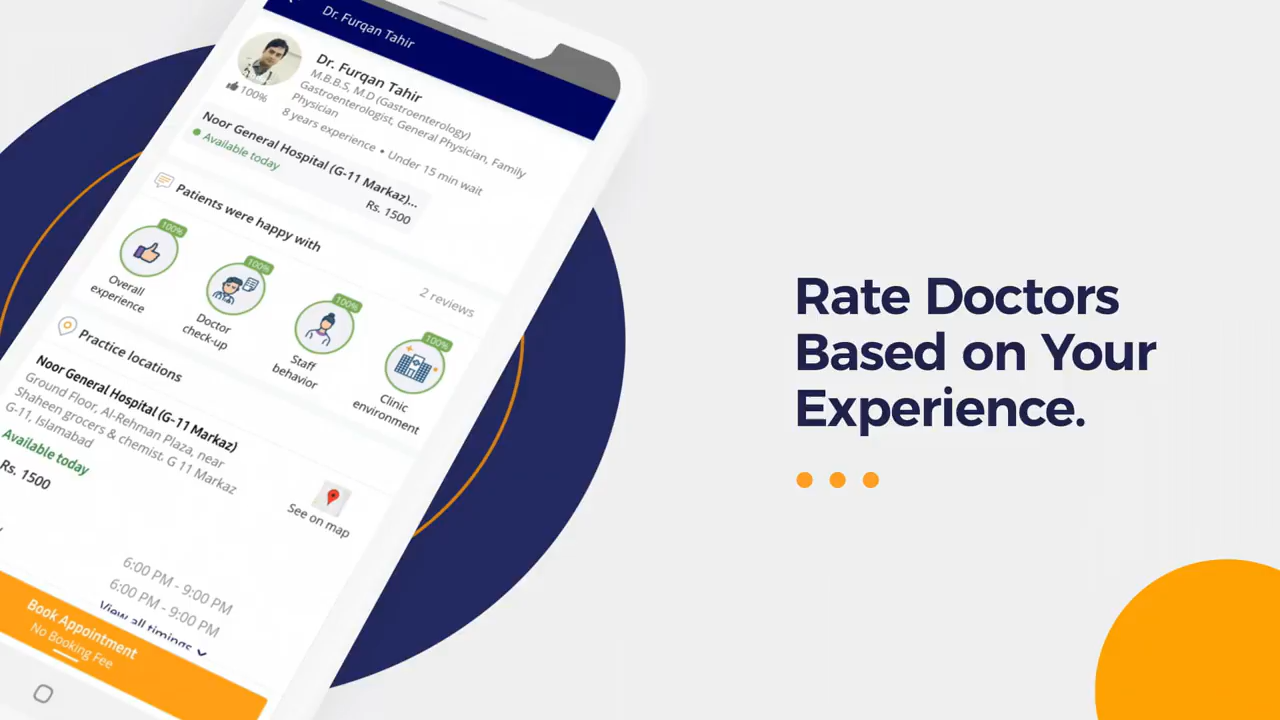 Dr. Furqan Tahir
Dr. Furqan Tahir
M.B.B.S, M.D (Gastroenterology)
Gastroenterologist, General Physician, Family
Physician
8 years experience • Under 15 min wait
100%
Noor General Hospital (G-11 Markaz)...
Available today
Rs. 1500
Patients were happy with
2 reviews
100%
Overall
experience
100%
Doctor
check-up
100%
Staff
behavior
100%
Clinic
environment
Practice locations
Noor General Hospital (G-11 Markaz)
Ground Floor, Al-Rehman Plaza, near
Shaheen grocers & chemist. G 11 Markaz
G-11, Islamabad
Available today
Rs. 1500
See on map
6:00 PM - 9:00 PM
6:00 PM - 9:00 PM
View all timings
Book Appointment
No Booking Fee
Rate Doctors
Based on Your
Experience.